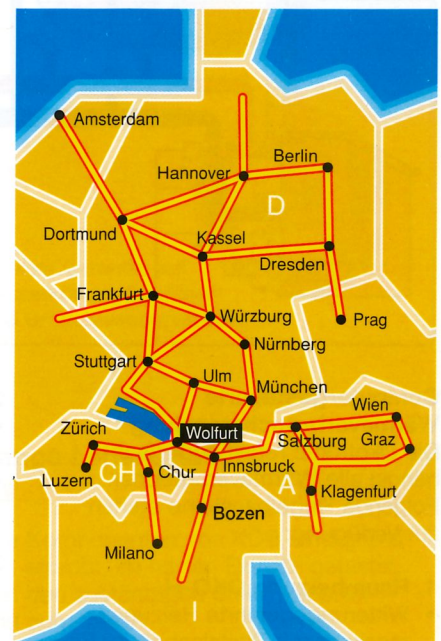 Amsterdam
Berlin
Hannover
D
Dortmund
Kassel
Dresden
Frankfurt
Würzburg
Prag
Nürnberg
Stuttgart
Ulm
München
Wien
Zürich
Wolfurt
Salzburg
Graz
Luzern
CH
Chur
Innsbruck
A
Klagenfurt
Bozen
Milano
I